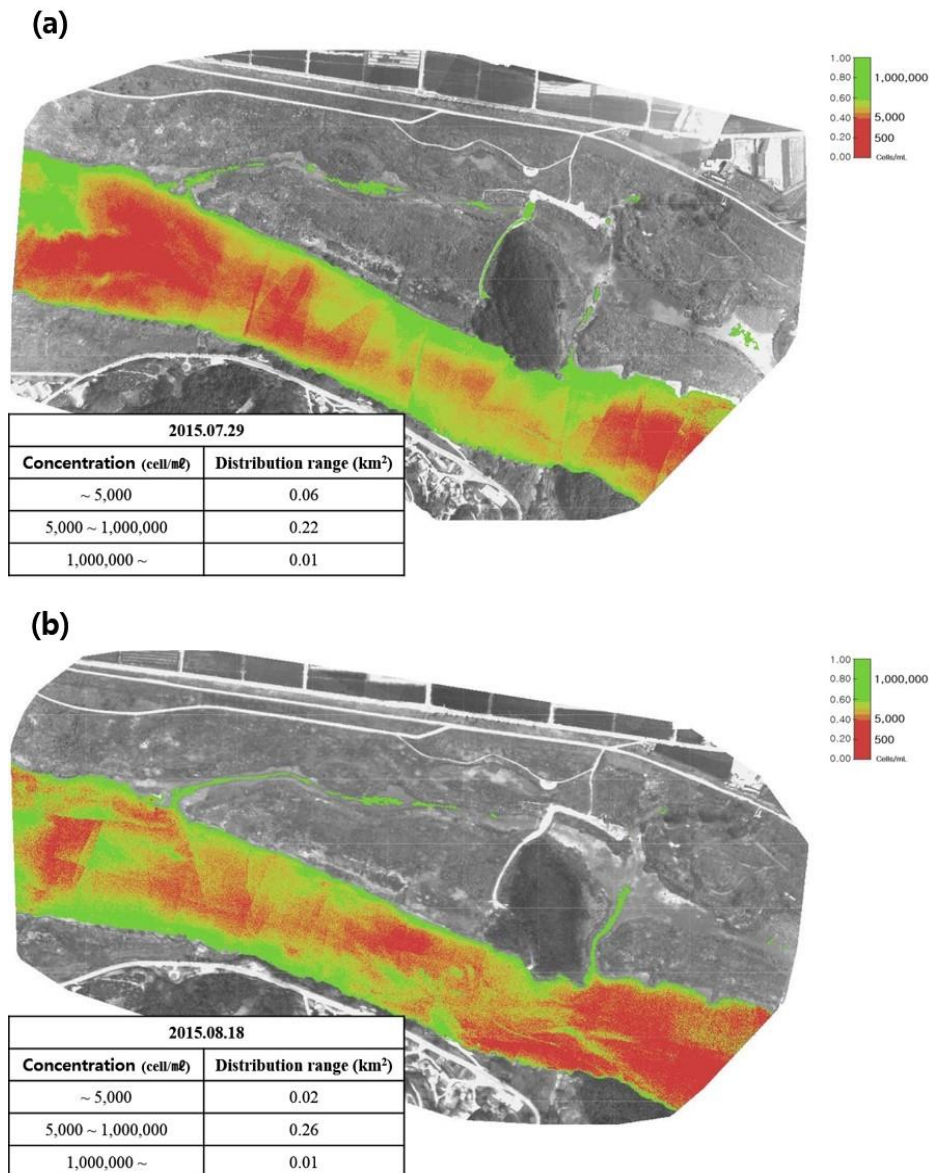 (a)
1.00
0.80 1,000,000
0.60
0.40 5,000
0.20 500
0.00 Cells/mL
2015.07.29
Concentration (cell/㎖) Distribution range (km²)
~ 5,000 0.06
5,000 ~ 1,000,000 0.22
1,000,000 ~ 0.01
(b)
1.00
0.80 1,000,000
0.60
0.40 5,000
0.20 500
0.00 Cells/mL
2015.08.18
Concentration (cell/㎖) Distribution range (km²)
~ 5,000 0.02
5,000 ~ 1,000,000 0.26
1,000,000 ~ 0.01